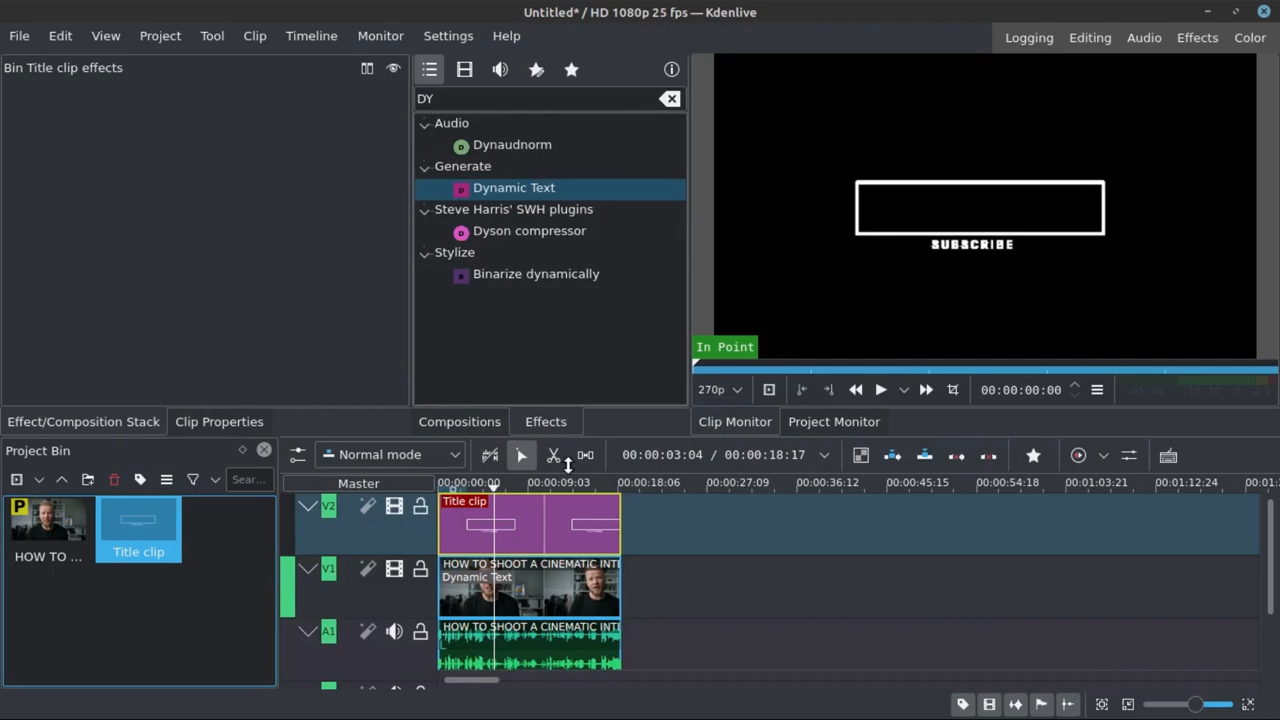 Untitled* / HD 1080p 25 fps — Kdenlive
File Edit View Project Tool Clip Timeline Monitor Settings Help
Logging Editing Audio Effects Color
Bin Title clip effects
DY
Audio
Dynaudnorm
Generate
Dynamic Text
Steve Harris' SWH plugins
Dyson compressor
Stylize
Binarize dynamically
SUBSCRIBE
In Point
270p
00:00:00:00
Effect/Composition Stack Clip Properties
Compositions Effects
Clip Monitor Project Monitor
Project Bin
Normal mode
00:00:03:04 / 00:00:18:17
Sear...
Master
00:00:00:00 00:00:09:03 00:00:18:06 00:00:27:09 00:00:36:12 00:00:45:15 00:00:54:18 00:01:03:21 00:01:12:24
V2
Title clip
P
HOW TO ...
Title clip
V1
HOW TO SHOOT A CINEMATIC INTE
Dynamic Text
A1
HOW TO SHOOT A CINEMATIC INTE